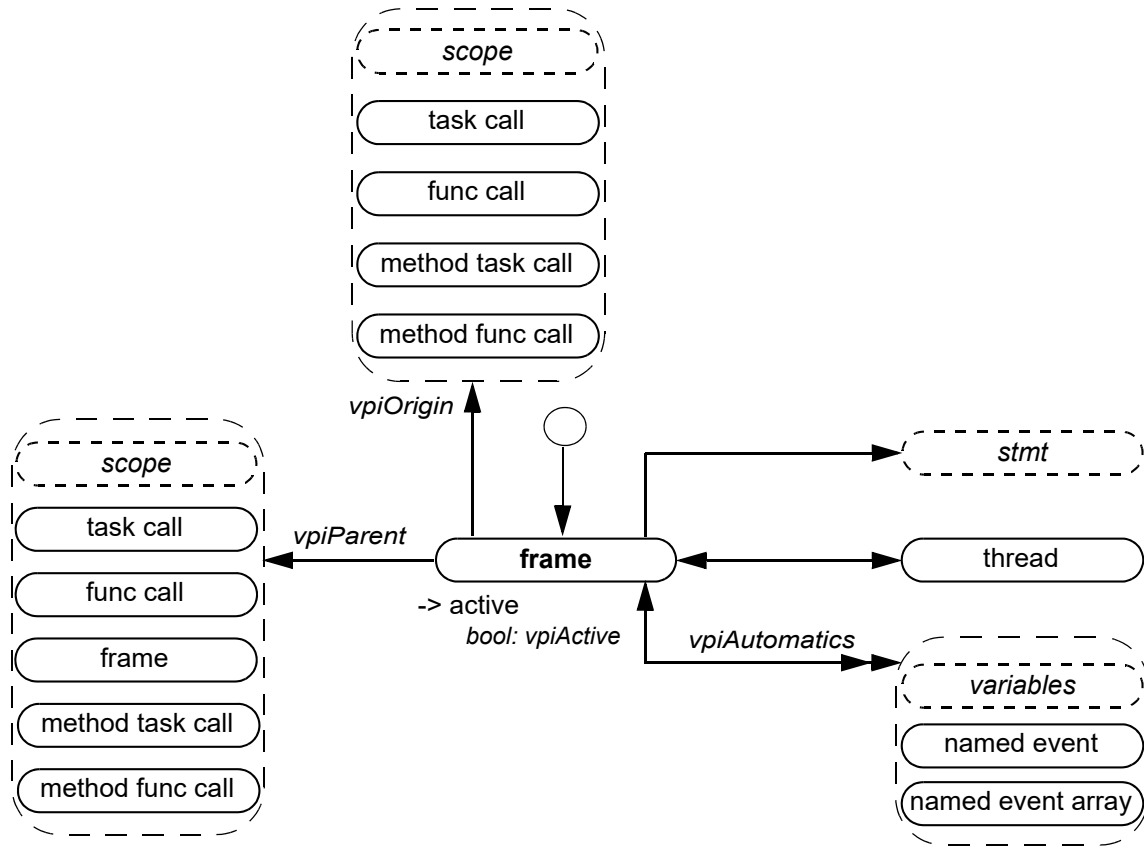 scope
task call
func call
method task call
method func call
vpiOrigin
scope
task call
func call
frame
method task call
method func call
vpiParent
frame
-> active
bool: vpiActive
stmt
thread
vpiAutomatics
variables
named event
named event array